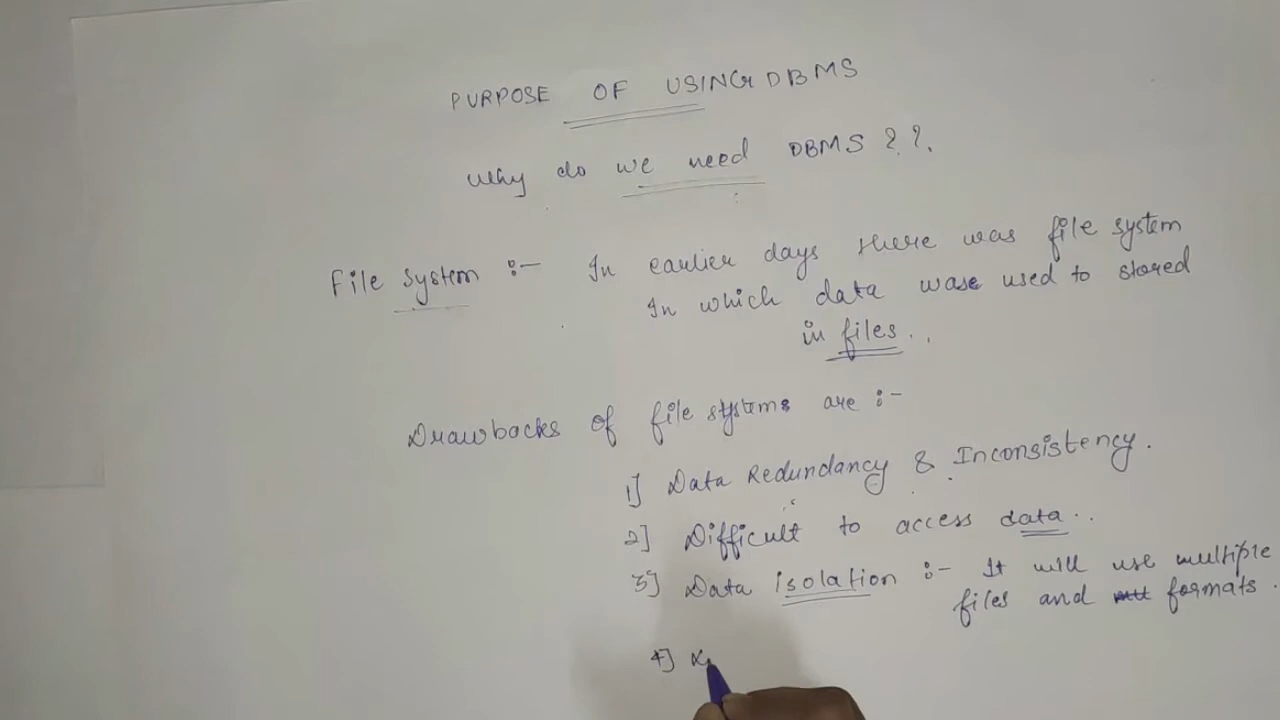 PURPOSE OF USING DBMS
Why do we need DBMS ??.
File System :- In earlier days there was file system
In which data wase used to stored
in files..
Drawbacks of file systems are :-
1] Data Redundancy & Inconsistency.
2] Difficult to access data..
3] Data isolation :- It will use multiple
files and formats.
4]